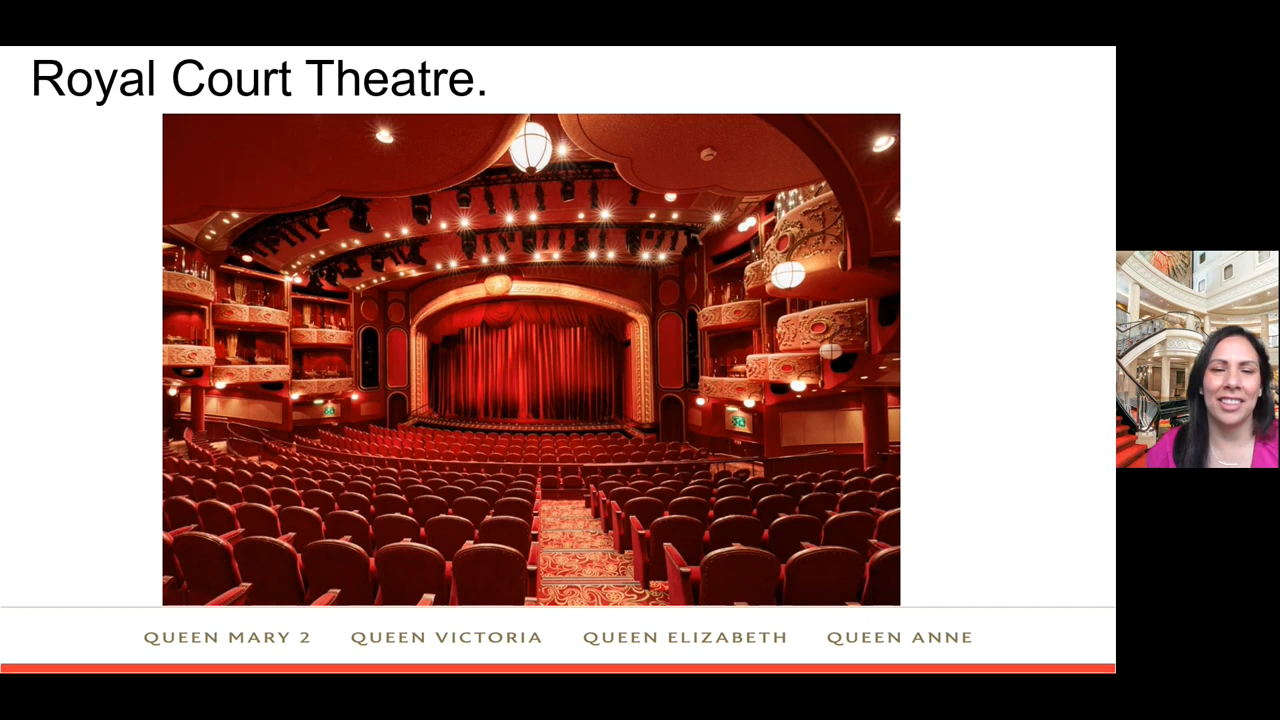 Royal Court Theatre.
QUEEN MARY 2 QUEEN VICTORIA QUEEN ELIZABETH QUEEN ANNE